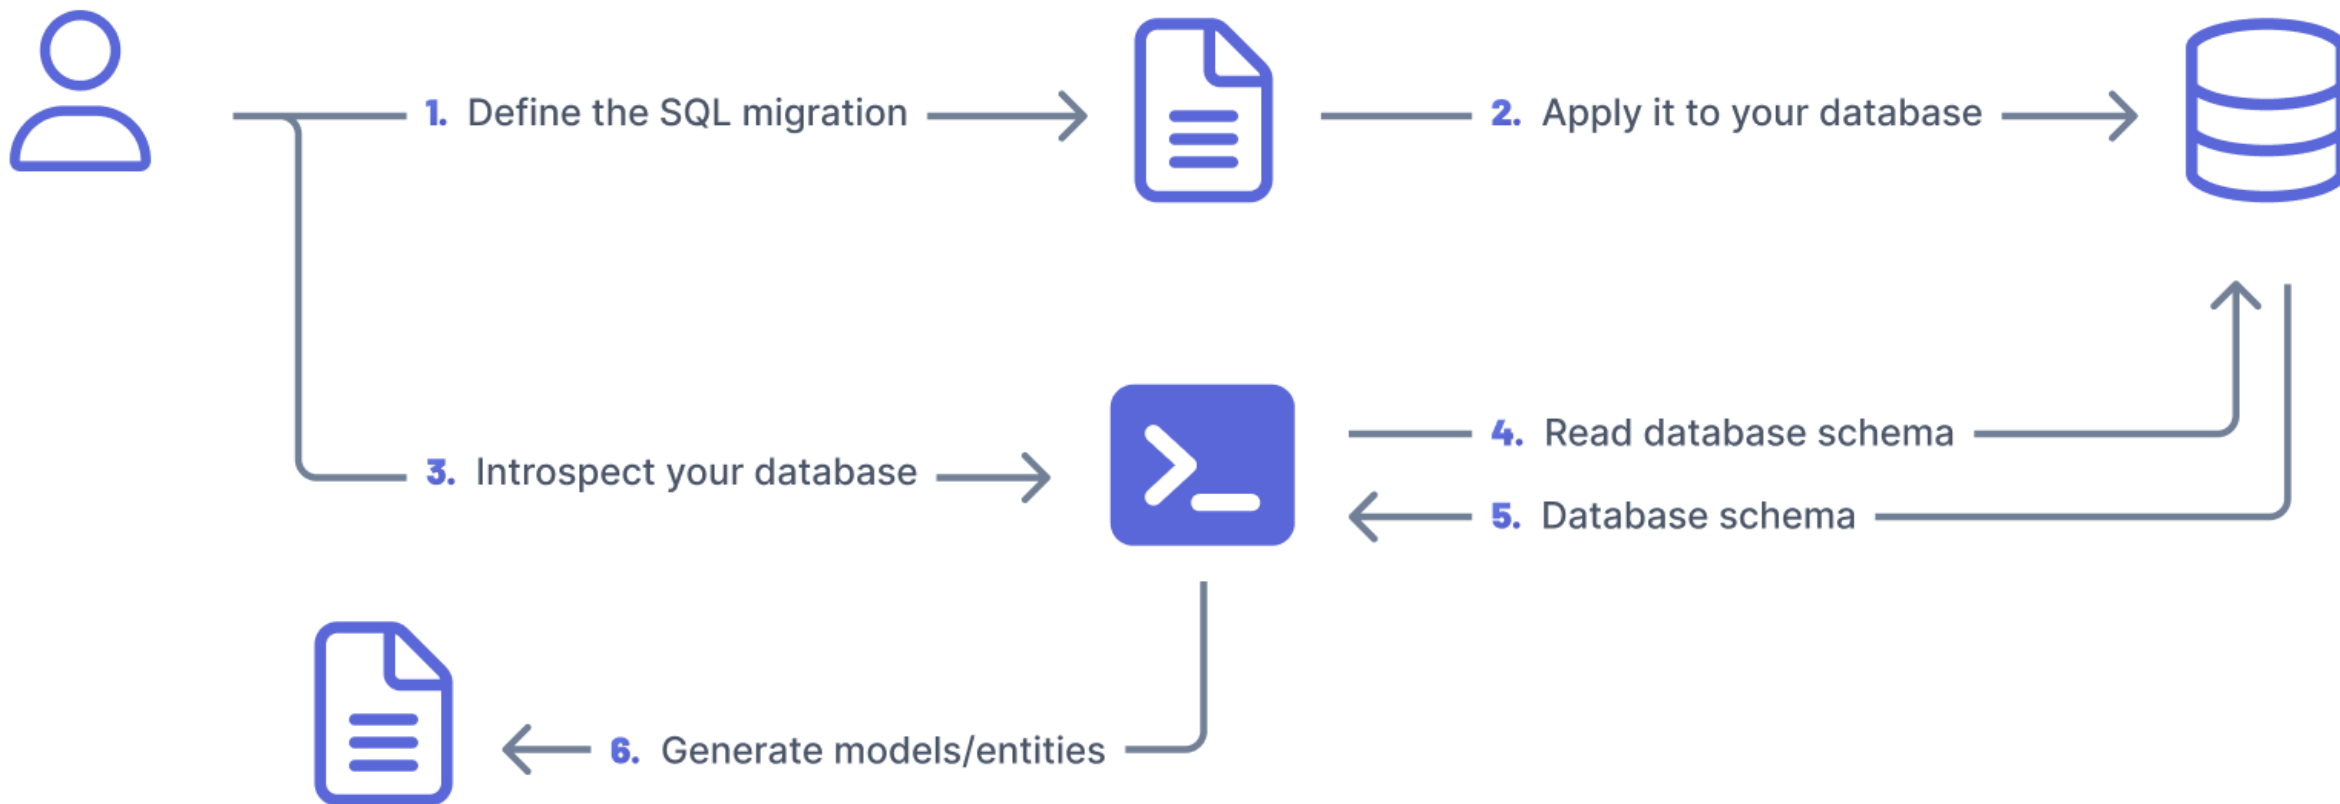 1. Define the SQL migration
2. Apply it to your database
3. Introspect your database
4. Read database schema
5. Database schema
6. Generate models/entities